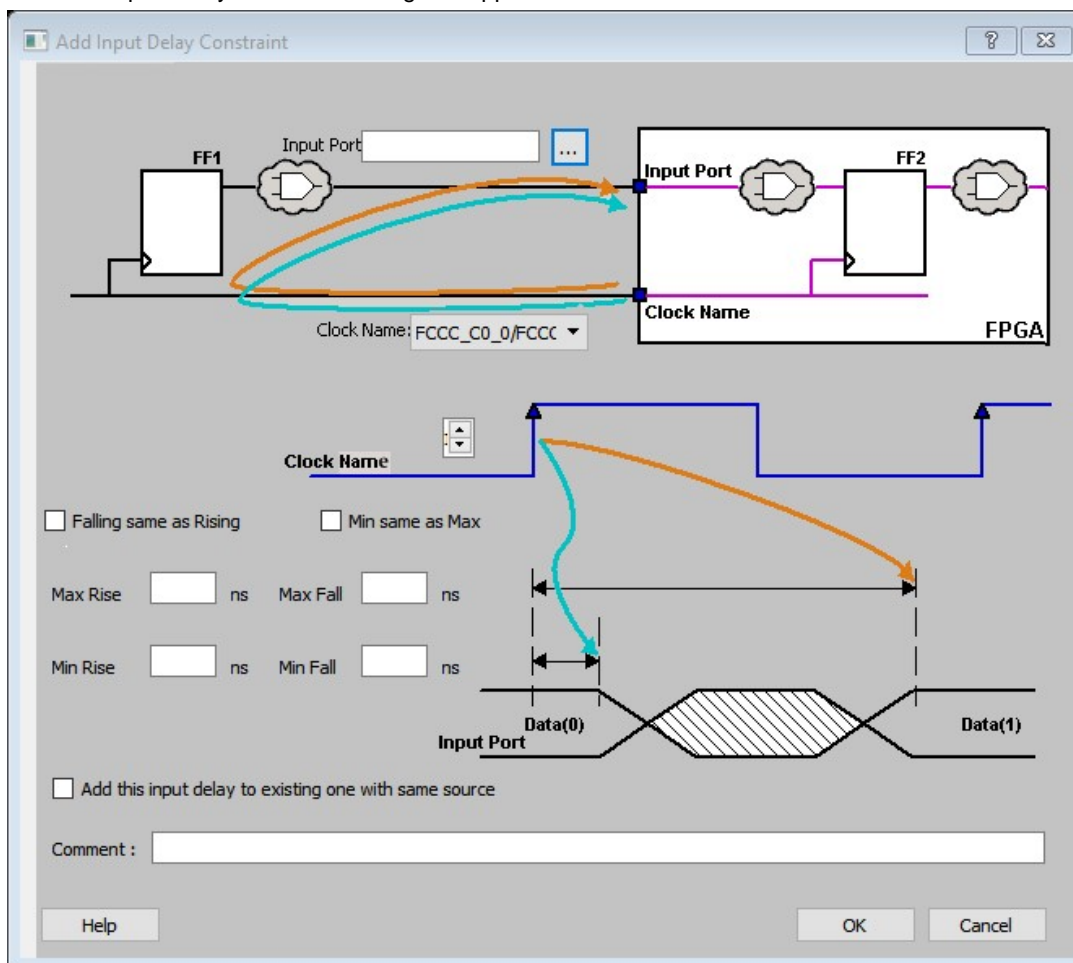 Add Input Delay Constraint
Input Port
...
FF1
Input Port
FF2
Clock Name
FPGA
Clock Name: FCCC_C0_0/FCCC
Clock Name
Falling same as Rising
Min same as Max
Max Rise ns Max Fall ns
Min Rise ns Min Fall ns
Data(0)
Data(1)
Input Port
Add this input delay to existing one with same source
Comment :
Help
OK
Cancel